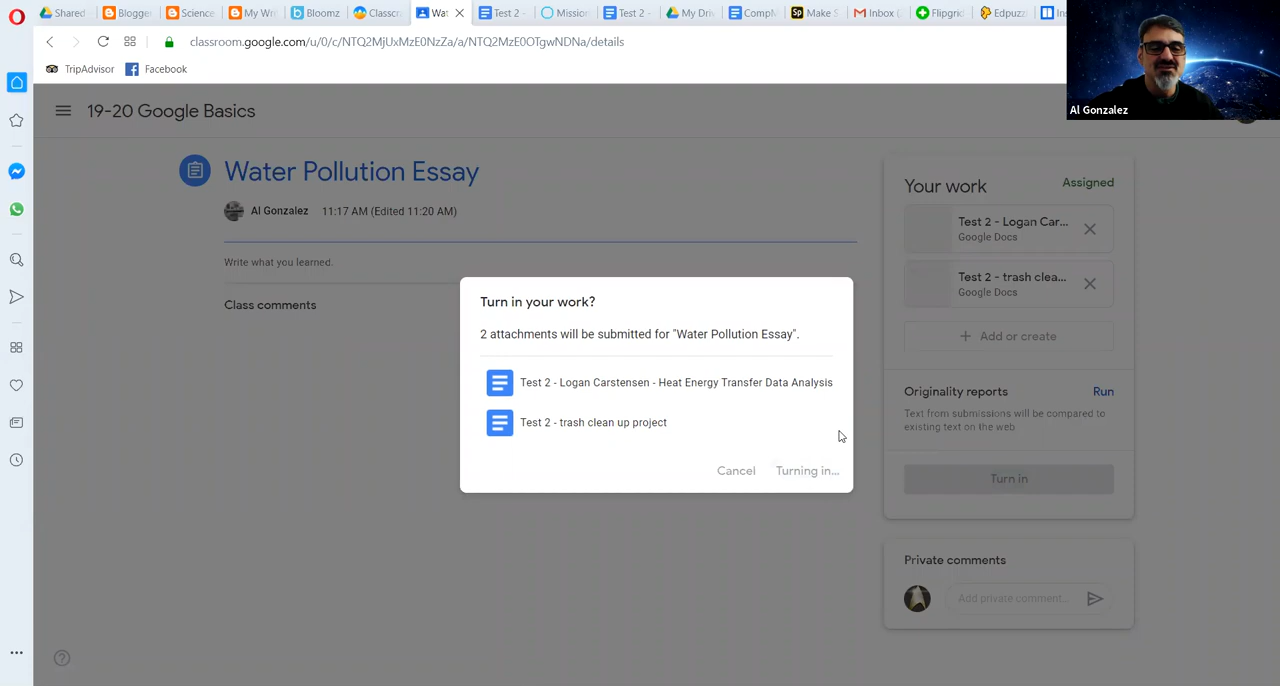 Shared
Blogger
Science
My Wr
Bloomz
Classcr
Wat
Test 2 -
Mission
Test 2 -
My Driv
CompM
Make S
Inbox (
Flipgrid
Edpuzz
In
classroom.google.com/u/0/c/NTQ2MjUxMzE0NzZa/a/NTQ2MzE0OTgwNDNa/details
TripAdvisor
Facebook
Al Gonzalez
19-20 Google Basics
Water Pollution Essay
Al Gonzalez 11:17 AM (Edited 11:20 AM)
Write what you learned.
Class comments
Turn in your work?
2 attachments will be submitted for "Water Pollution Essay".
Test 2 - Logan Carstensen - Heat Energy Transfer Data Analysis
Test 2 - trash clean up project
Cancel
Turning in...
Your work
Assigned
Test 2 - Logan Car...
Google Docs
Test 2 - trash clea...
Google Docs
+ Add or create
Originality reports
Run
Text from submissions will be compared to
existing text on the web
Turn in
Private comments
Add private comment...